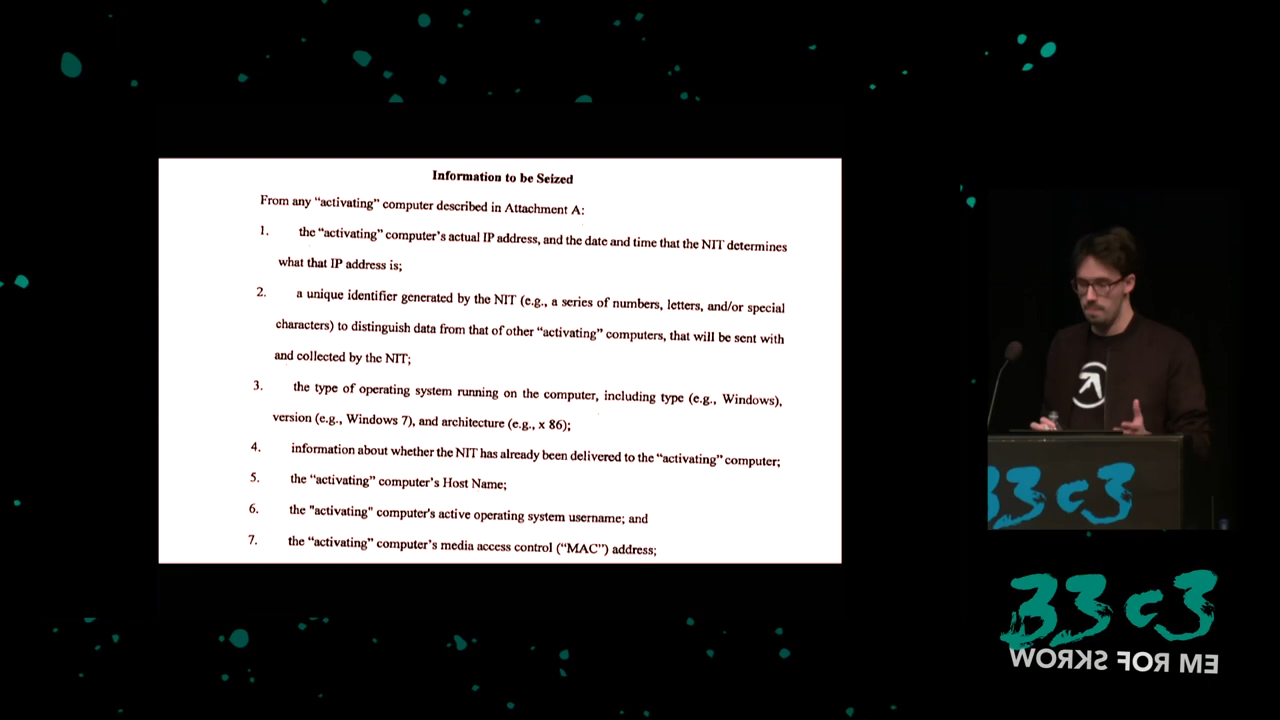 Information to be Seized
From any “activating” computer described in Attachment A:
1. the “activating” computer's actual IP address, and the date and time that the NIT determines
what that IP address is;
2. a unique identifier generated by the NIT (e.g., a series of numbers, letters, and/or special
characters) to distinguish data from that of other “activating” computers, that will be sent with
and collected by the NIT;
3. the type of operating system running on the computer, including type (e.g., Windows),
version (e.g., Windows 7), and architecture (e.g., x 86);
4. information about whether the NIT has already been delivered to the “activating” computer;
5. the “activating” computer's Host Name;
6. the "activating" computer's active operating system username; and
7. the “activating” computer's media access control (“MAC”) address;
33c3
33c3
WORKS FOR ME